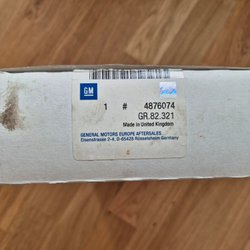 GM
1 # 4876074
GR.82.321
Made in United Kingdom
GENERAL MOTORS EUROPE AFTERSALES
Eisenstrasse 2-4, D-65428 Rüsselsheim Germany